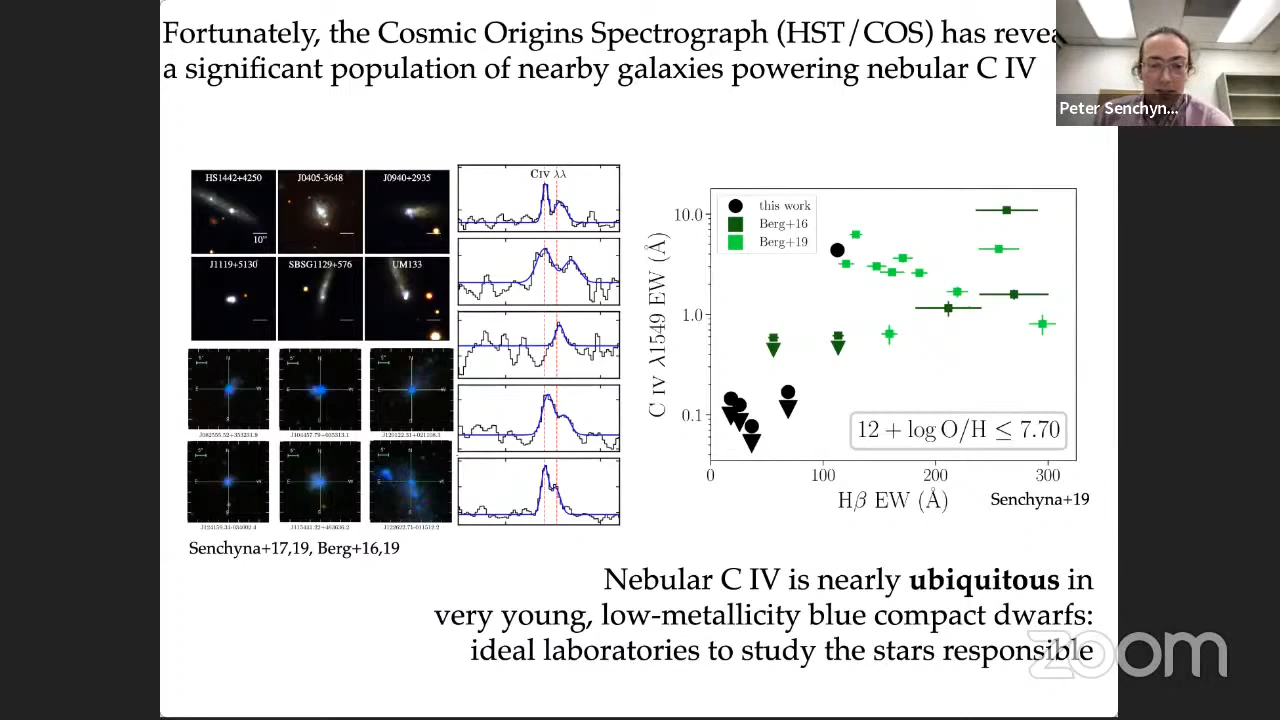 Fortunately, the Cosmic Origins Spectrograph (HST/COS) has revea
a significant population of nearby galaxies powering nebular C IV
Peter Senchyn...
HS1442+4250
J0405-3648
J0940+2935
10"
J1119+5130
SBSG1129+576
UM133
C IV λλ
this work
Berg+16
Berg+19
C IV λ1549 EW (Å)
10.0
1.0
0.1
12 + log O/H ≤ 7.70
0
100
200
300
Hβ EW (Å)
Senchyna+19
Senchyna+17,19, Berg+16,19
Nebular C IV is nearly ubiquitous in
very young, low-metallicity blue compact dwarfs:
ideal laboratories to study the stars responsible
zoom